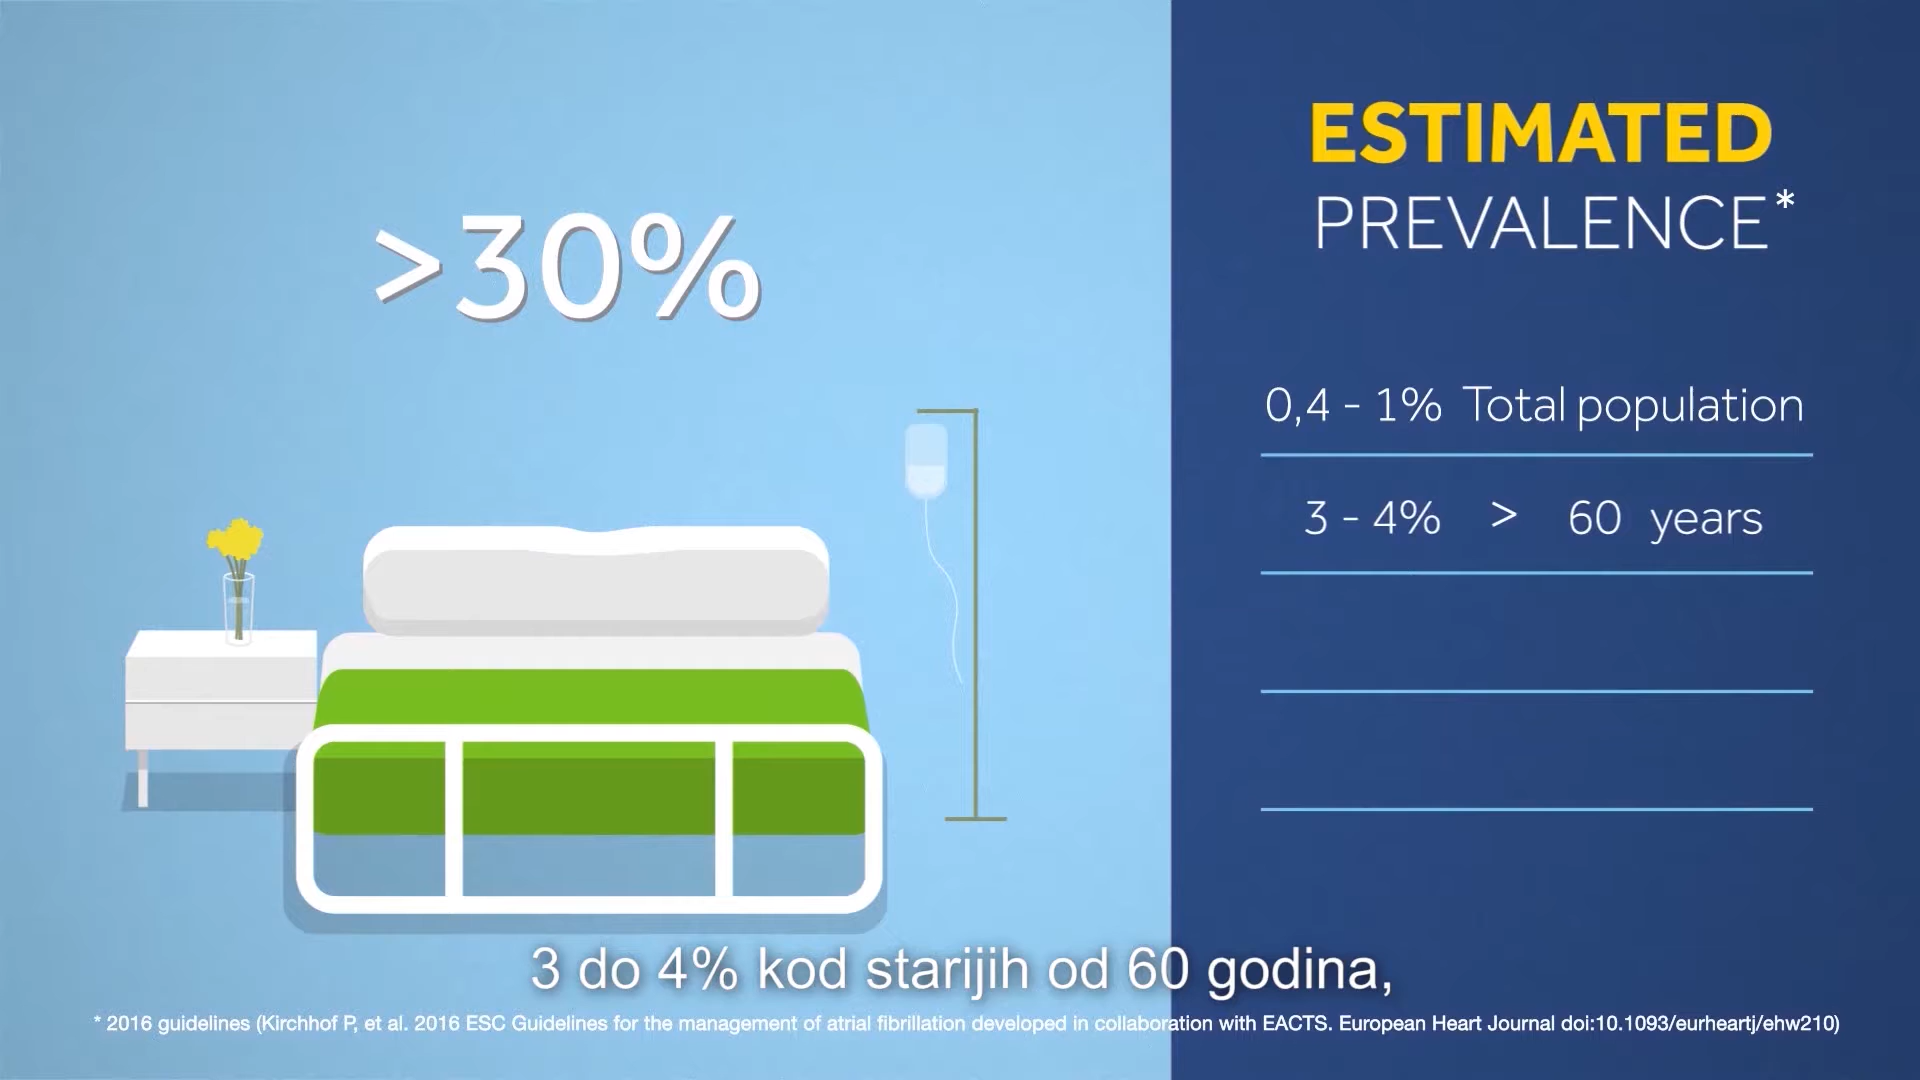 >30%
ESTIMATED
PREVALENCE*
0,4 - 1% Total population
3 - 4% > 60 years
3 do 4% kod starijih od 60 godina,
* 2016 guidelines (Kirchhof P, et al. 2016 ESC Guidelines for the management of atrial fibrillation developed in collaboration with EACTS. European Heart Journal doi:10.1093/eurheartj/ehw210)